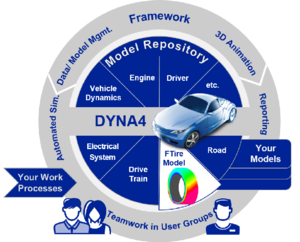 Framework
Data/ Model Mgmt.
3D Animation
Model Repository
Engine
Driver
Vehicle
Dynamics
etc.
Automated Sim.
Reporting
DYNA4
Electrical
System
FTire
Model
Road
Your
Models
Drive
Train
Your Work
Processes
Teamwork in User Groups